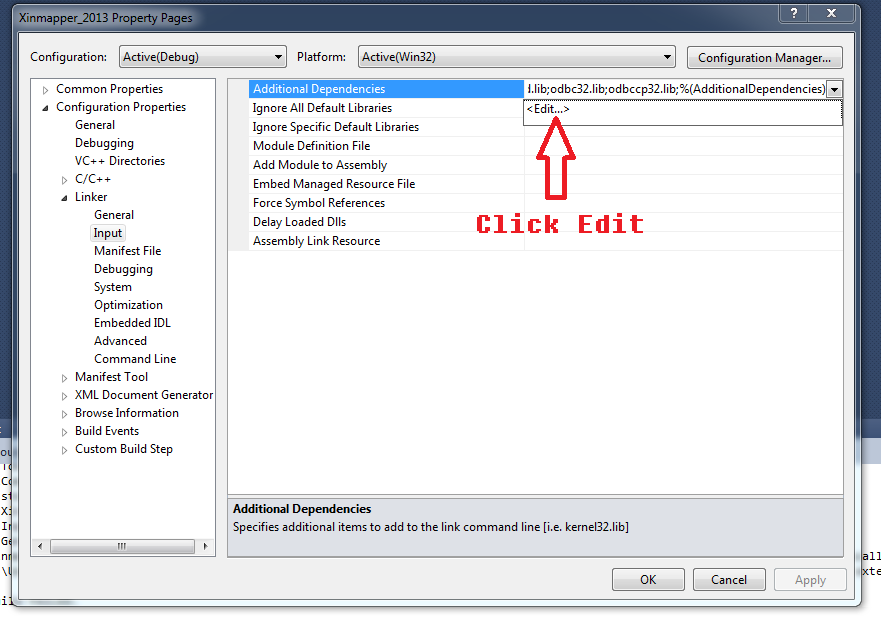 Xinmapper_2013 Property Pages
Configuration: Active(Debug) Platform: Active(Win32) Configuration Manager...
Common Properties
Configuration Properties
General
Debugging
VC++ Directories
C/C++
Linker
General
Input
Manifest File
Debugging
System
Optimization
Embedded IDL
Advanced
Command Line
Manifest Tool
XML Document Generator
Browse Information
Build Events
Custom Build Step
Additional Dependencies l.lib;odbc32.lib;odbccp32.lib;%(AdditionalDependencies)
Ignore All Default Libraries <Edit...>
Ignore Specific Default Libraries
Module Definition File
Add Module to Assembly
Embed Managed Resource File
Force Symbol References
Delay Loaded Dlls
Assembly Link Resource
Click Edit
Additional Dependencies
Specifies additional items to add to the link command line [i.e. kernel32.lib]
OK Cancel Apply